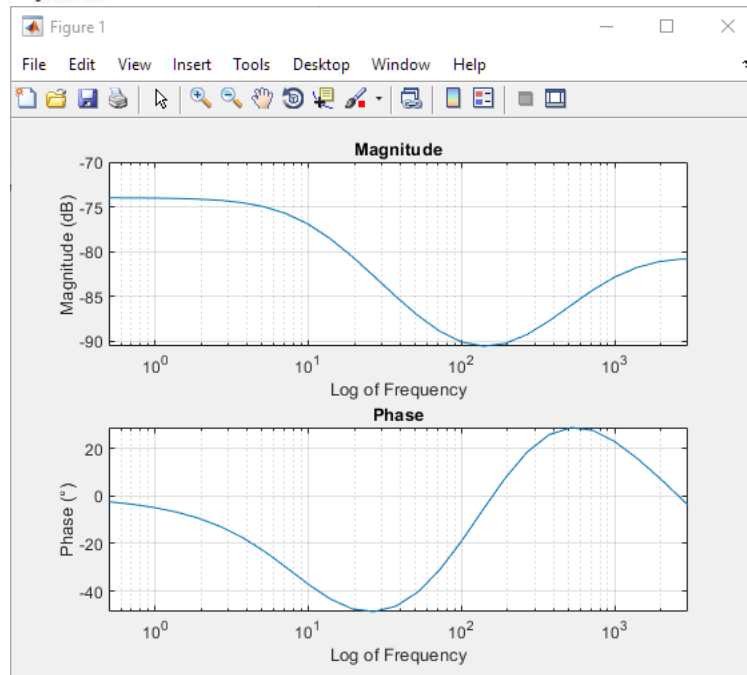 Figure 1
File Edit View Insert Tools Desktop Window Help
Magnitude
-70
-75
-80
-85
-90
Magnitude (dB)
10^0 10^1 10^2 10^3
Log of Frequency
Phase
20
0
-20
-40
Phase (°)
10^0 10^1 10^2 10^3
Log of Frequency